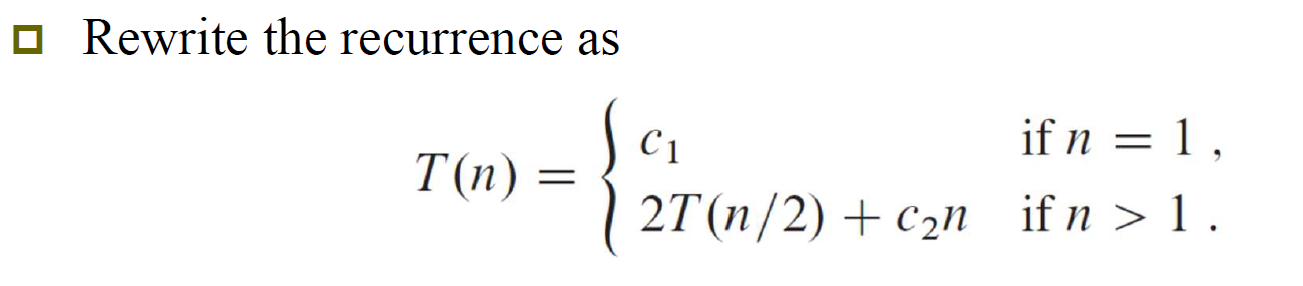 Rewrite the recurrence as
c₁ if n = 1 ,
T(n) = {
2T(n/2) + c₂n if n > 1 .